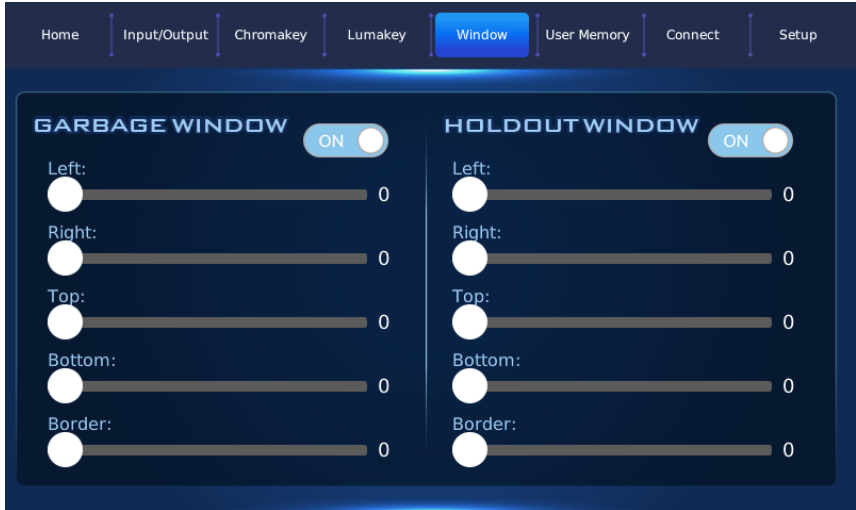 Home Input/Output Chromakey Lumakey Window User Memory Connect Setup
GARBAGE WINDOW
ON
Left:
0
Right:
0
Top:
0
Bottom:
0
Border:
0
HOLDOUT WINDOW
ON
Left:
0
Right:
0
Top:
0
Bottom:
0
Border:
0